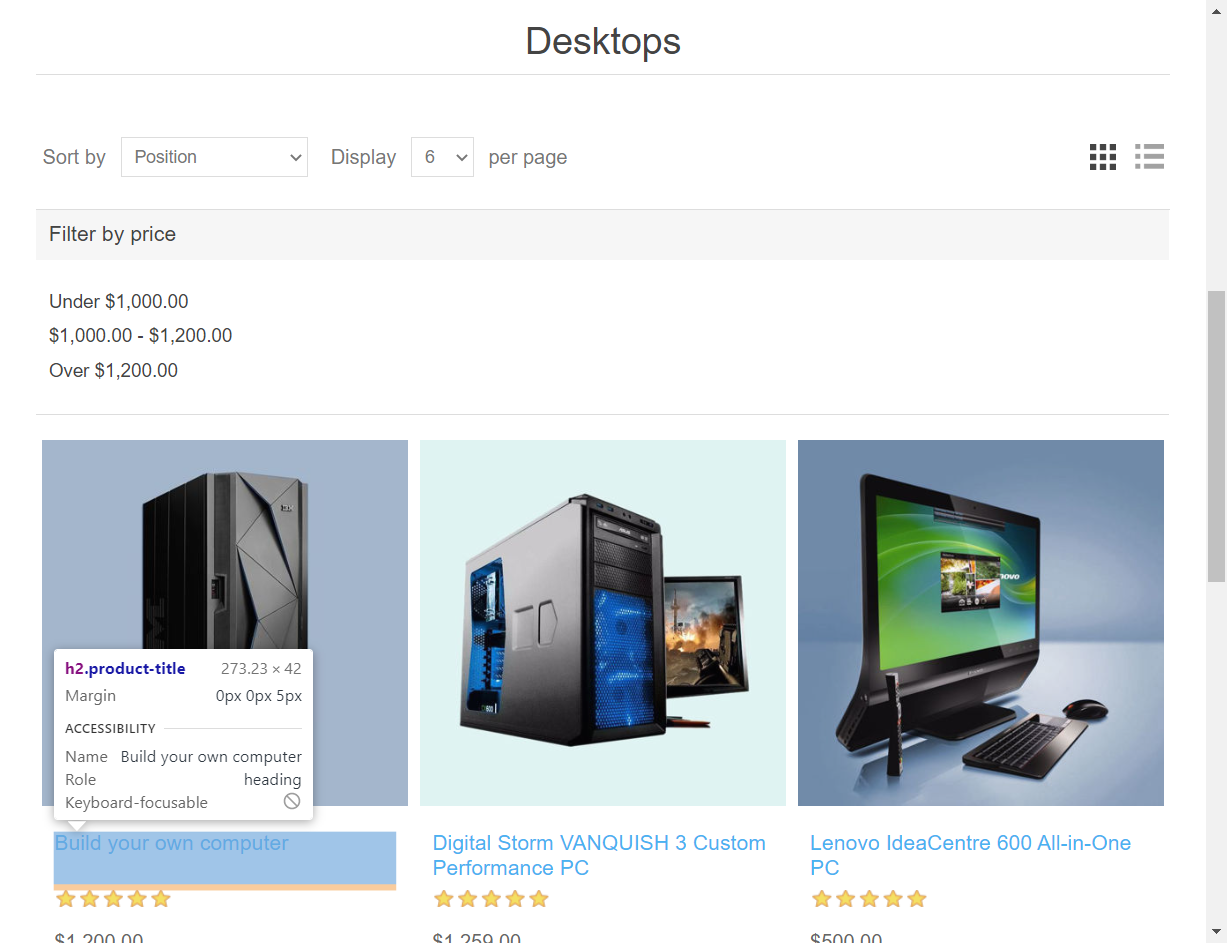 Desktops
Sort by Position Display 6 per page
Filter by price
Under $1,000.00
$1,000.00 - $1,200.00
Over $1,200.00
h2.product-title 273.23 × 42
Margin 0px 0px 5px
ACCESSIBILITY
Name Build your own computer
Role heading
Keyboard-focusable
Build your own computer
Digital Storm VANQUISH 3 Custom
Performance PC
Lenovo IdeaCentre 600 All-in-One
PC
$1,200.00
$1,259.00
$500.00